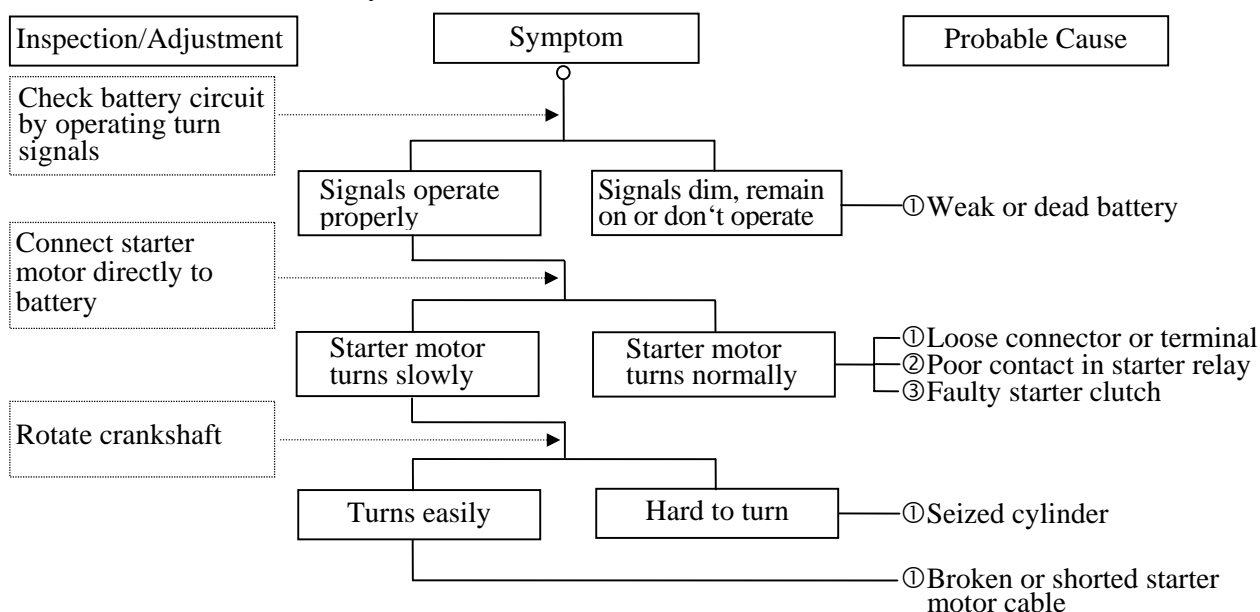 Inspection/Adjustment
Symptom
Probable Cause
Check battery circuit
by operating turn
signals
Signals operate
properly
Signals dim, remain
on or don‘t operate
①Weak or dead battery
Connect starter
motor directly to
battery
Starter motor
turns slowly
Starter motor
turns normally
①Loose connector or terminal
②Poor contact in starter relay
③Faulty starter clutch
Rotate crankshaft
Turns easily
Hard to turn
①Seized cylinder
①Broken or shorted starter
motor cable